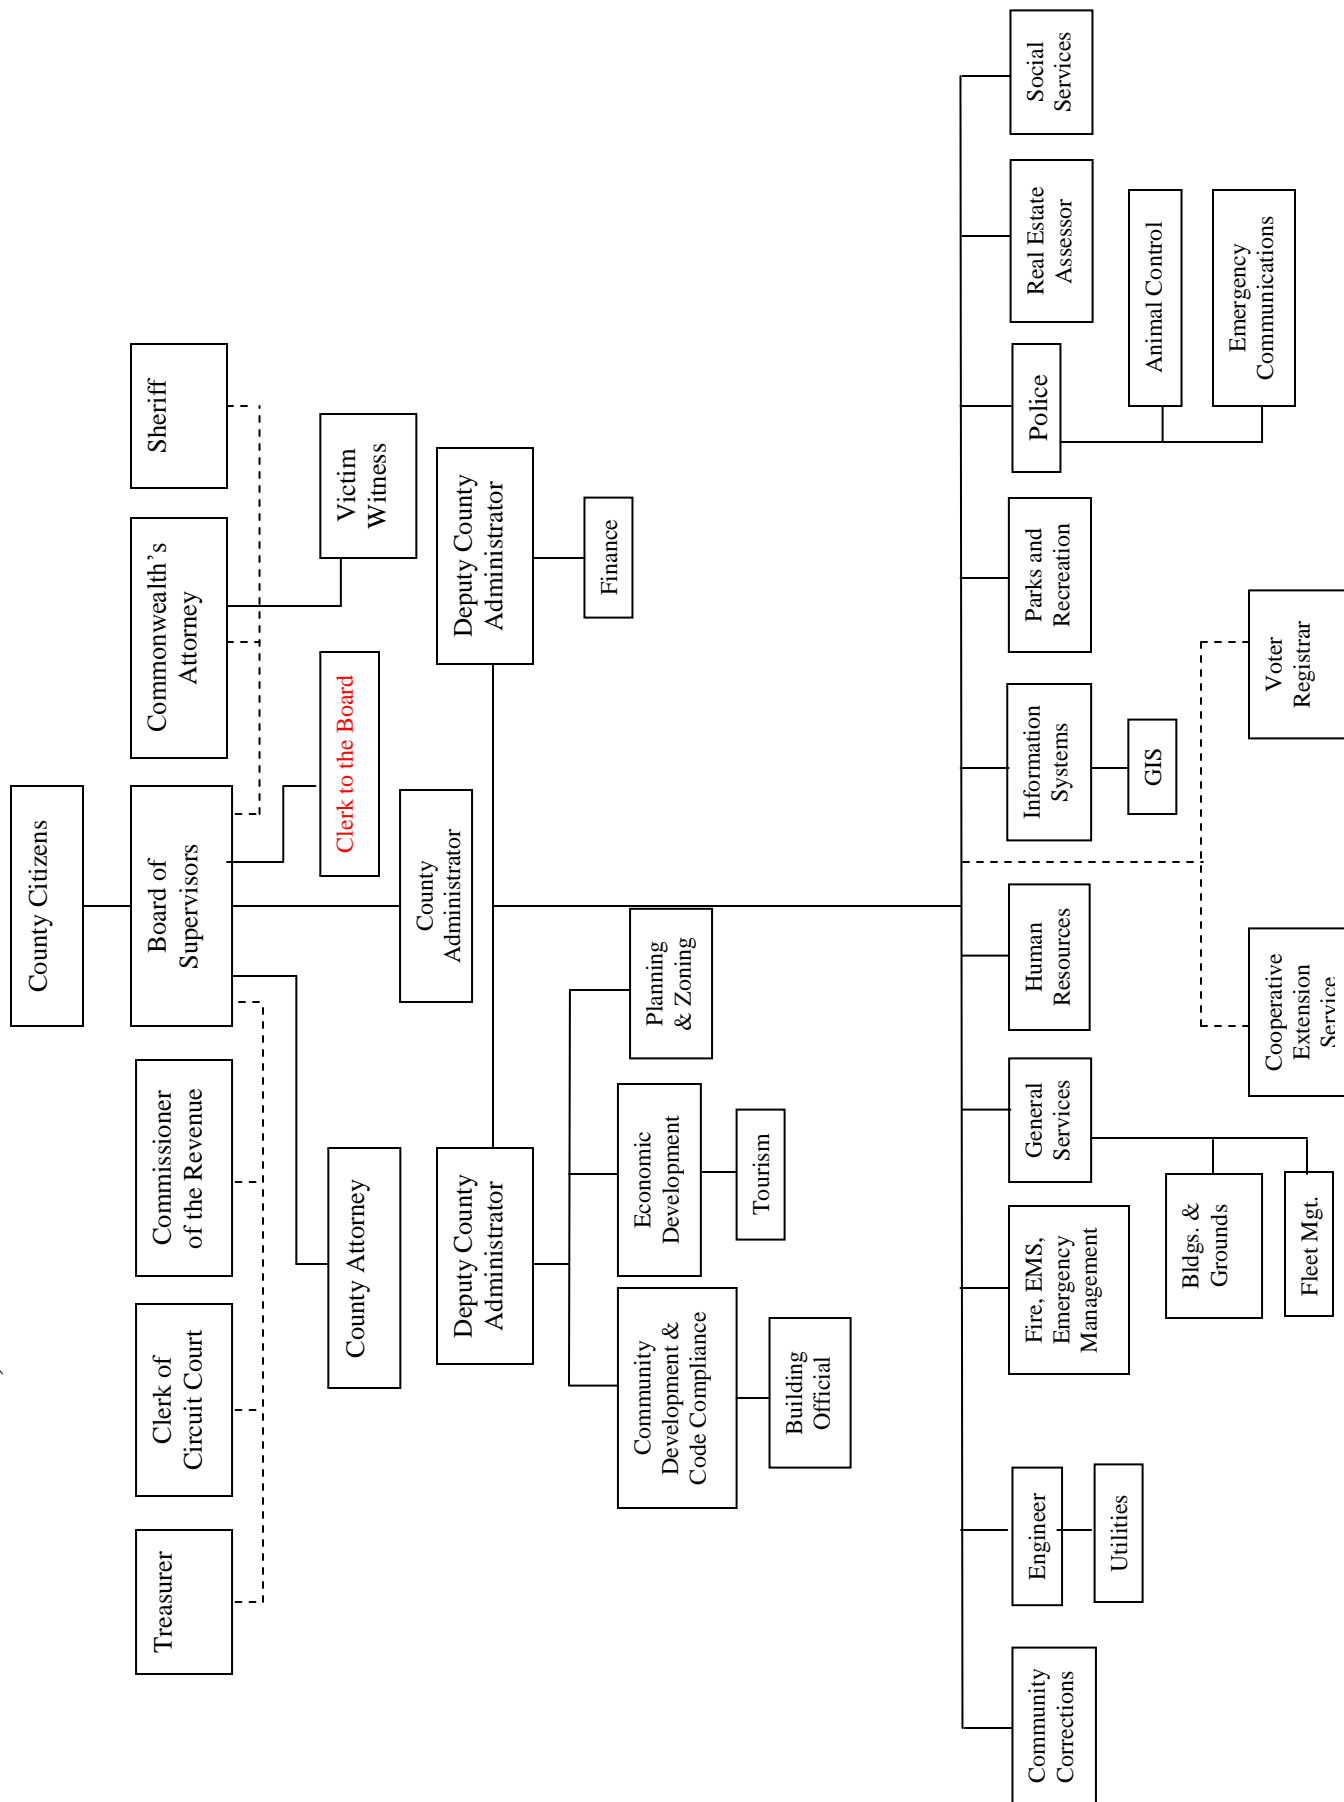 County Citizens
Treasurer
Clerk of
Circuit Court
Commissioner
of the Revenue
Board of
Supervisors
Commonwealth’s
Attorney
Sheriff
County Attorney
Clerk to the Board
Victim
Witness
County
Administrator
Deputy County
Administrator
Deputy County
Administrator
Finance
Community
Development &
Code Compliance
Economic
Development
Planning
& Zoning
Building
Official
Tourism
Community
Corrections
Engineer
Fire, EMS,
Emergency
Management
General
Services
Human
Resources
Information
Systems
Parks and
Recreation
Police
Real Estate
Assessor
Social
Services
Utilities
Bldgs. &
Grounds
Fleet Mgt.
GIS
Animal Control
Emergency
Communications
Cooperative
Extension
Service
Voter
Registrar